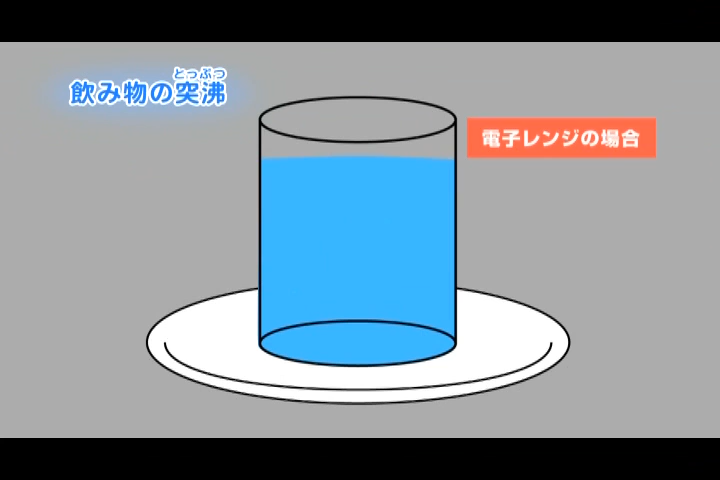 とっぷつ
飲み物の突沸
電子レンジの場合